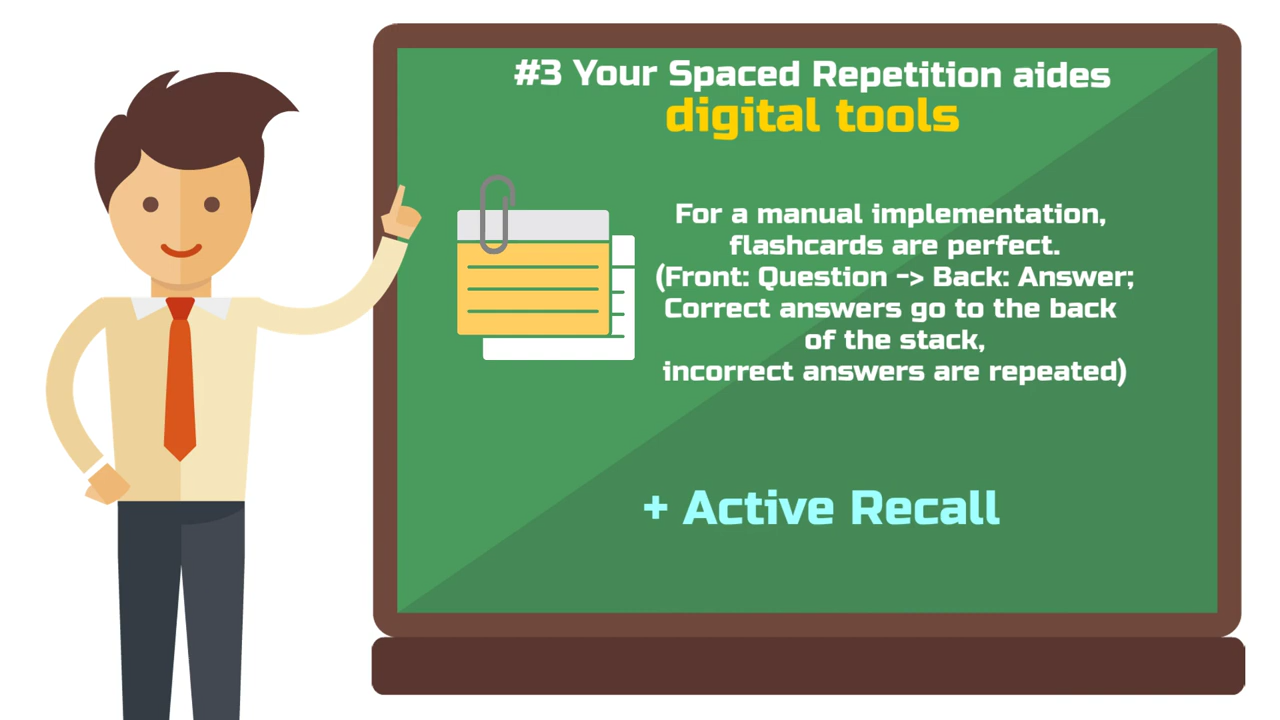 #3 Your Spaced Repetition aides
digital tools
For a manual implementation,
flashcards are perfect.
(Front: Question -> Back: Answer;
Correct answers go to the back
of the stack,
incorrect answers are repeated)
+ Active Recall